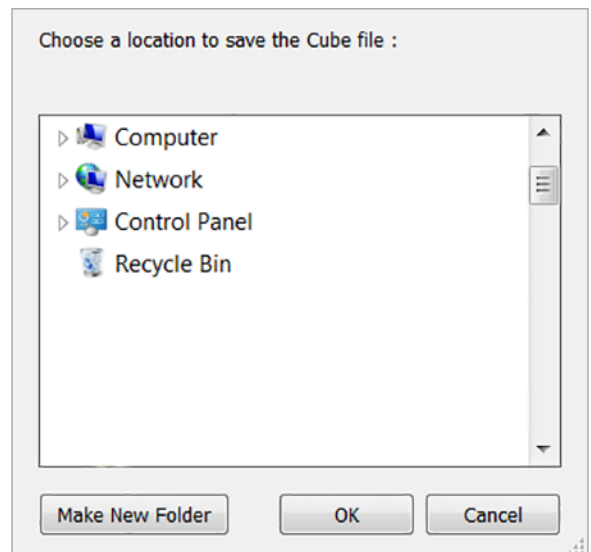 Choose a location to save the Cube file :
Computer
Network
Control Panel
Recycle Bin
Make New Folder
OK
Cancel